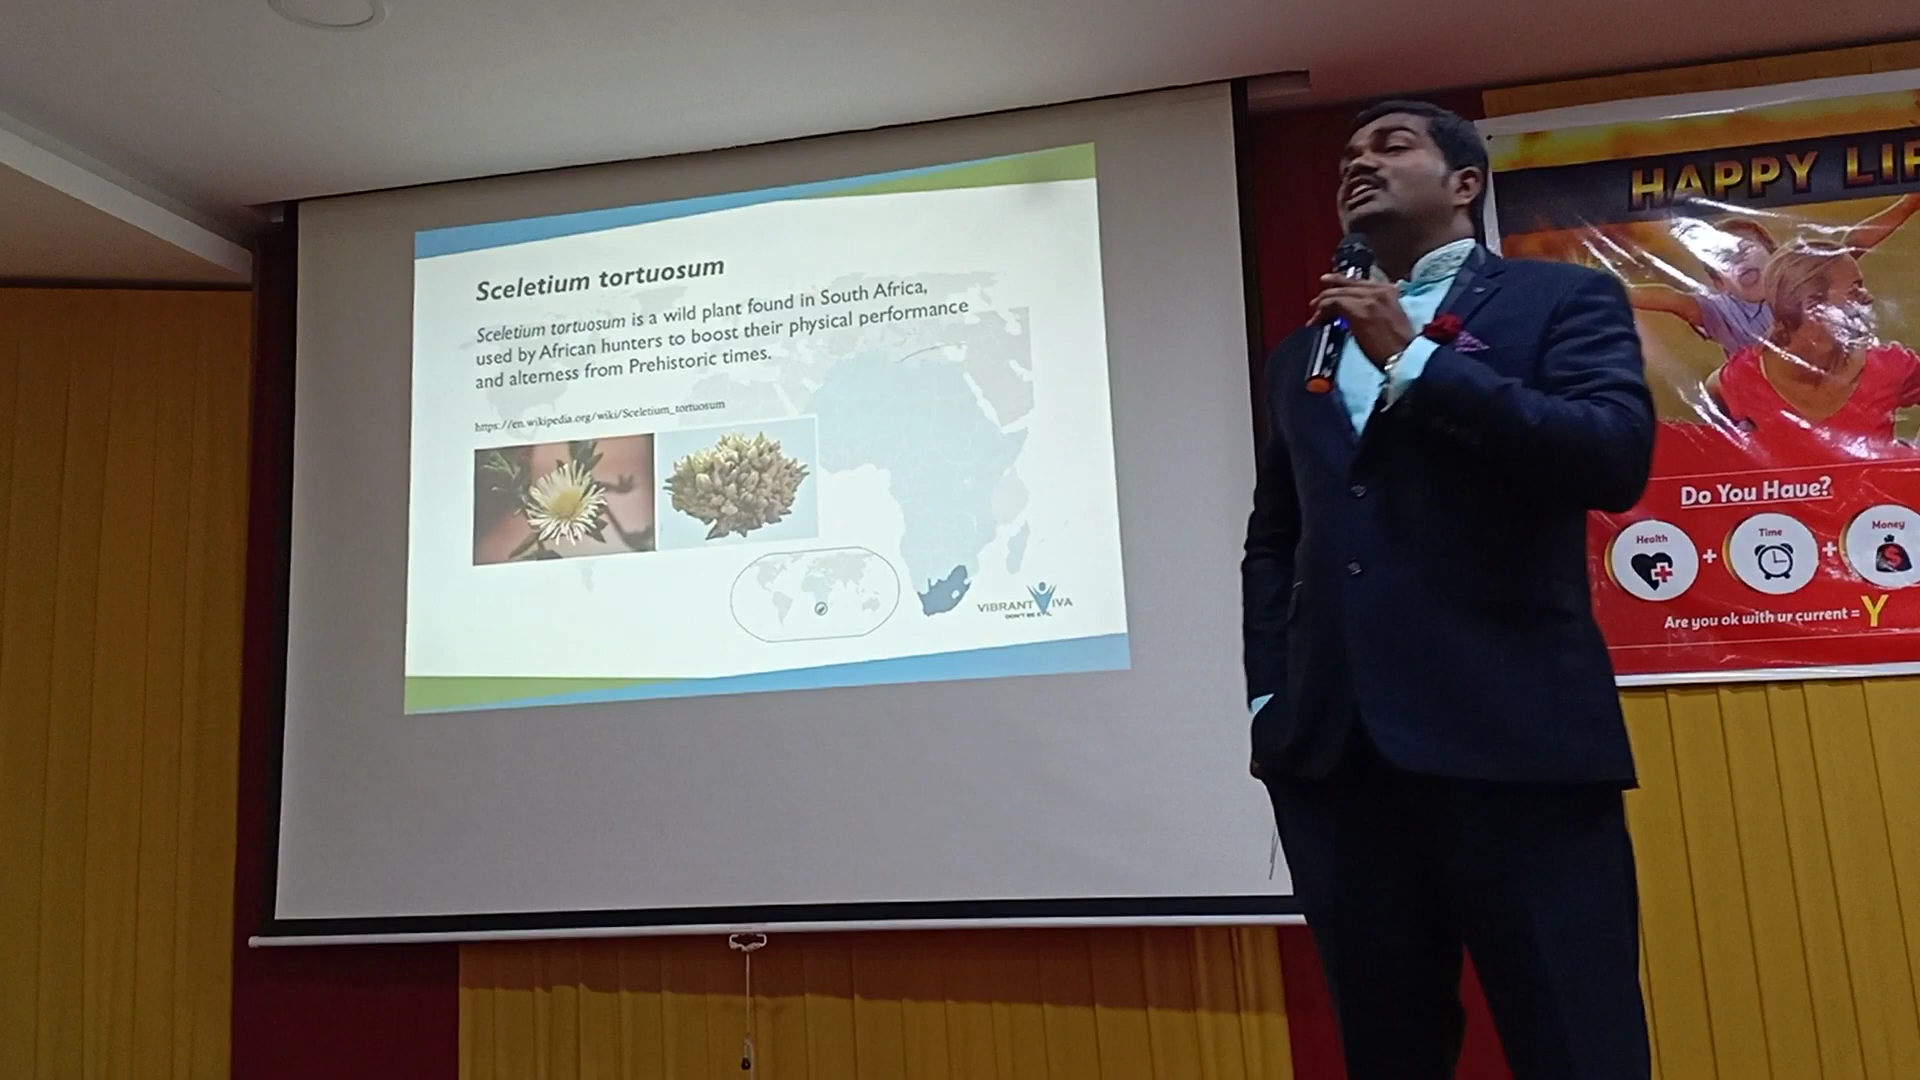 Sceletium tortuosum
Sceletium tortuosum is a wild plant found in South Africa,
used by African hunters to boost their physical performance
and alterness from Prehistoric times.
https://en.wikipedia.org/wiki/Sceletium_tortuosum
VIBRANT VIVA
DON'T BE
HAPPY
Do You Have?
Health + Time + Money
Are you ok with ur current = Y